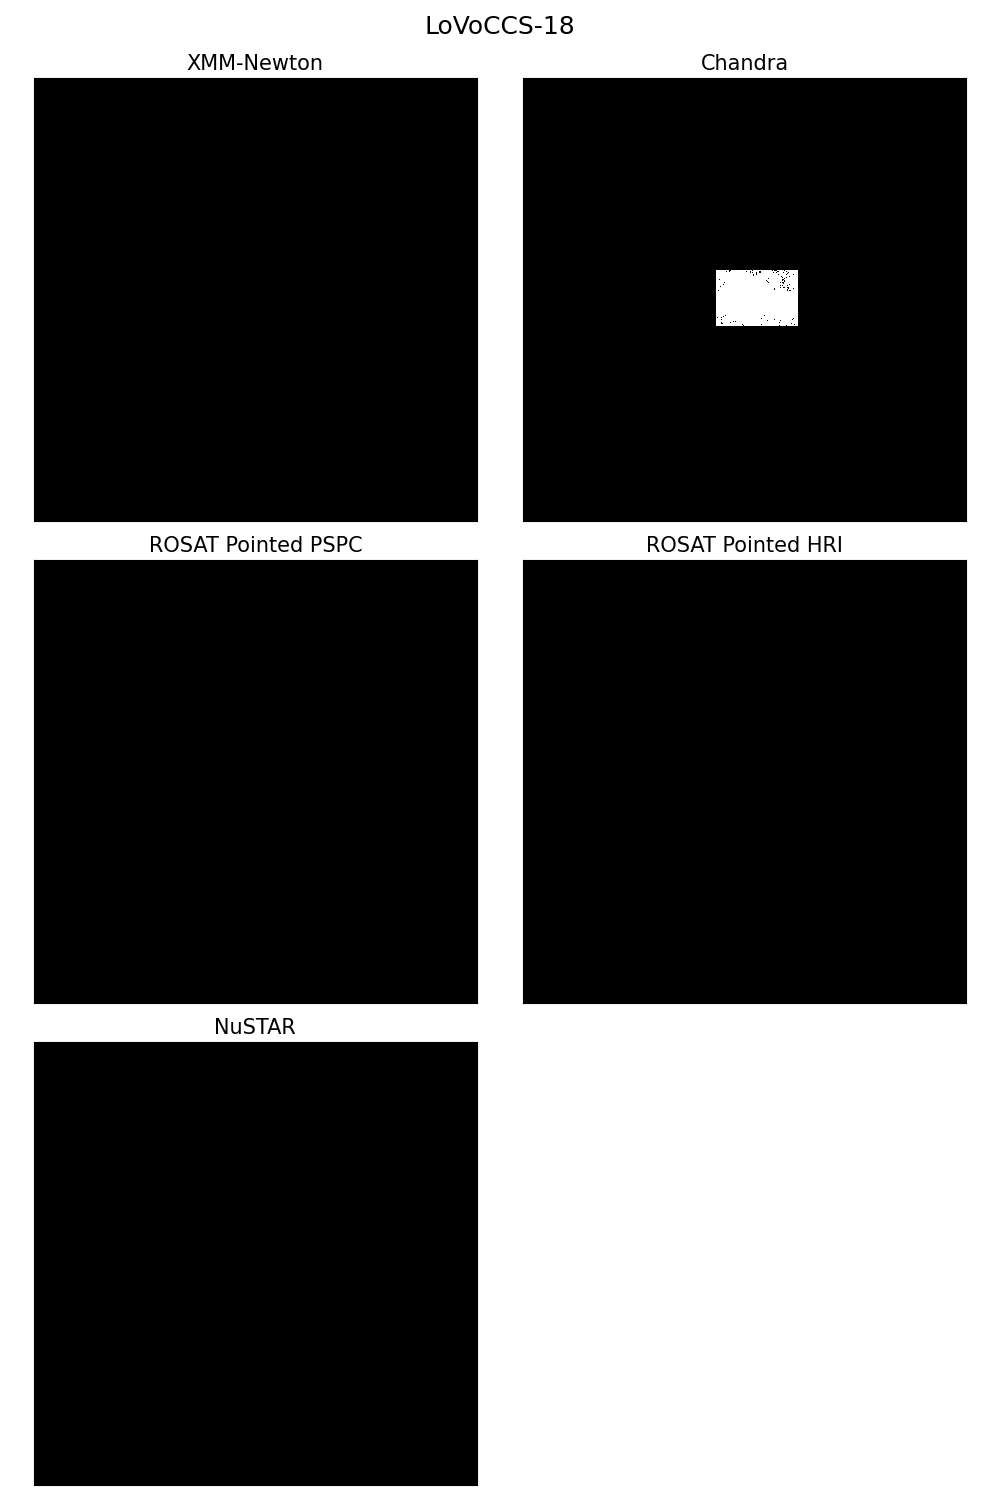 LoVoCCS-18
XMM-Newton
Chandra
ROSAT Pointed PSPC
ROSAT Pointed HRI
NuSTAR